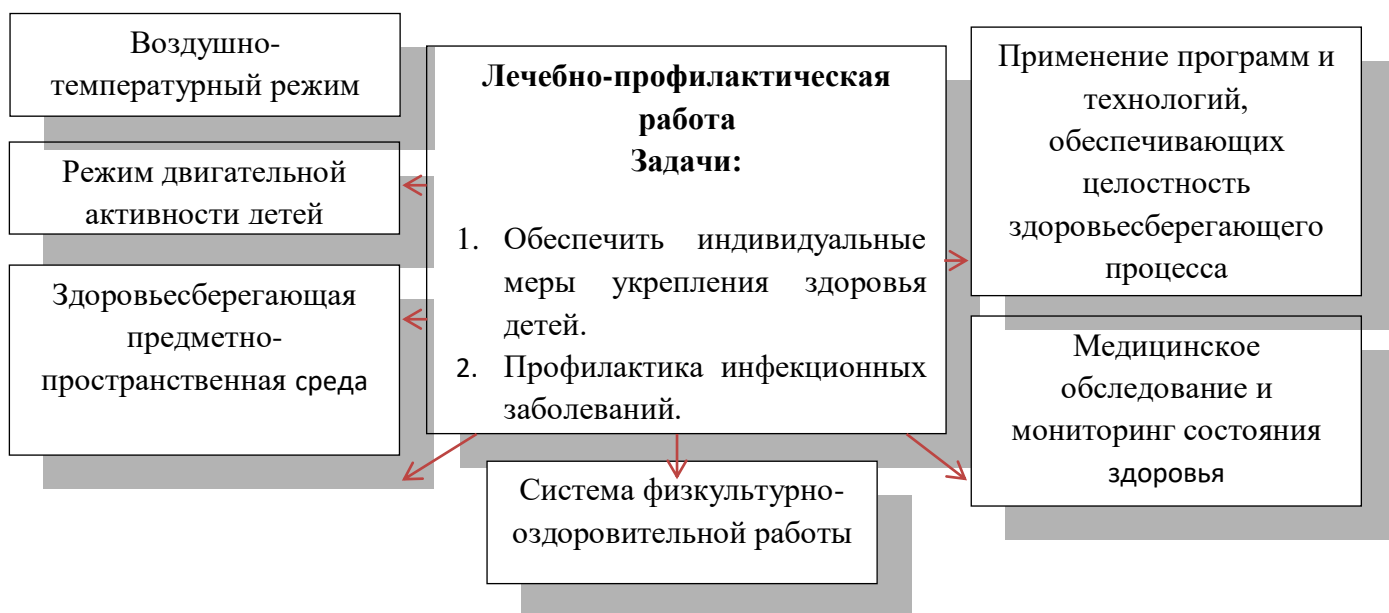 Воздушно-
температурный режим
Режим двигательной
активности детей
Здоровьесберегающая
предметно-
пространственная среда
Лечебно-профилактическая
работа
Задачи:
1. Обеспечить индивидуальные
меры укрепления здоровья
детей.
2. Профилактика инфекционных
заболеваний.
Система физкультурно-
оздоровительной работы
Применение программ и
технологий,
обеспечивающих
целостность
здоровьесберегающего
процесса
Медицинское
обследование и
мониторинг состояния
здоровья